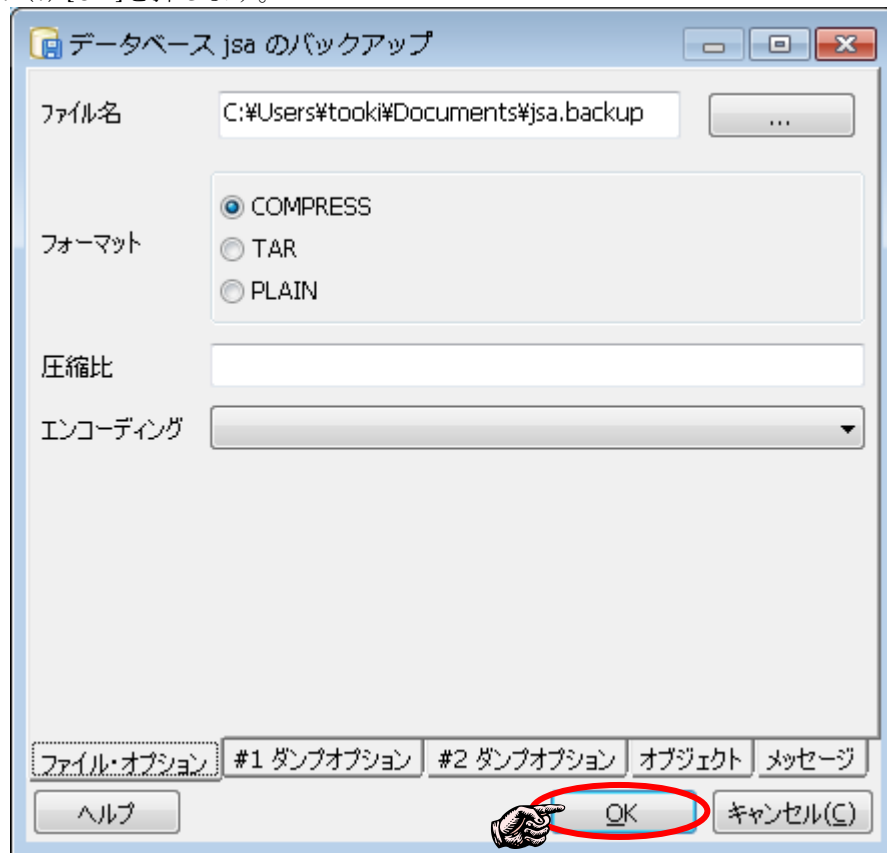 データベース jsa のバックアップ
ファイル名 C:¥Users¥tooki¥Documents¥jsa.backup ...
COMPRESS
フォーマット TAR
PLAIN
圧縮比
エンコーディング
ファイル・オプション #1 ダンプオプション #2 ダンプオプション オブジェクト メッセージ
ヘルプ OK キャンセル(C)